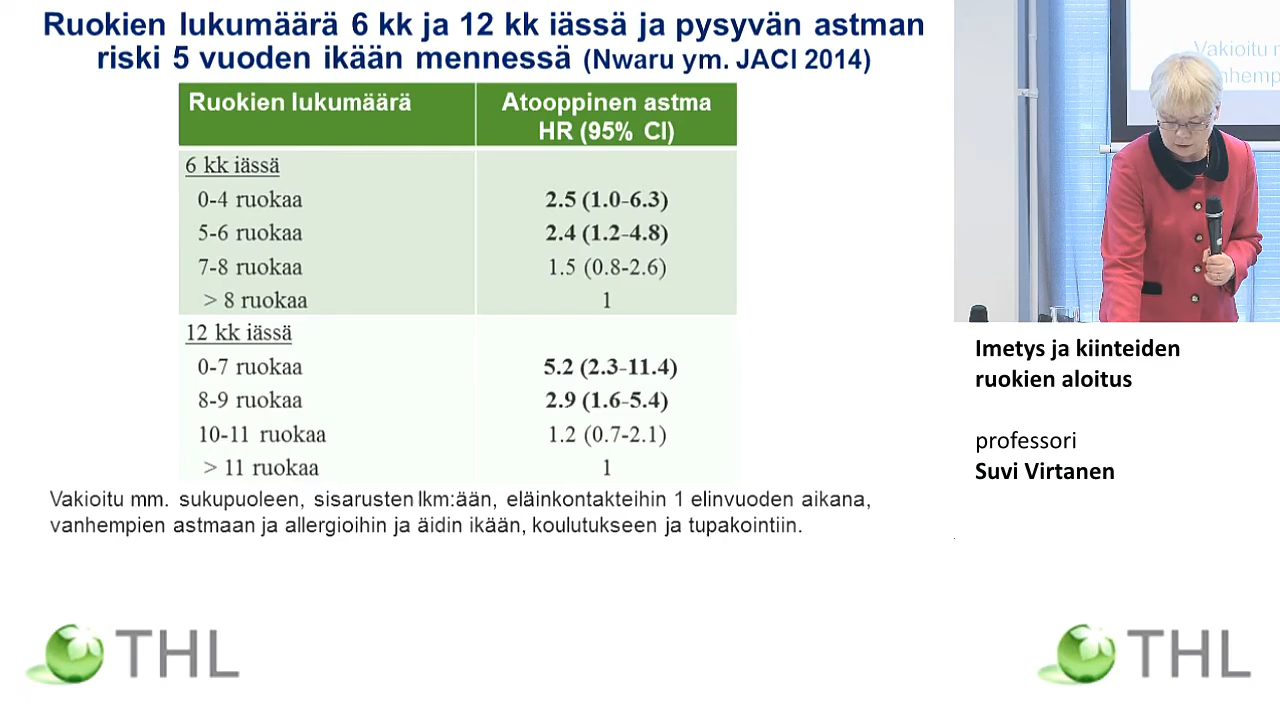 Ruokien lukumäärä 6 kk ja 12 kk iässä ja pysyvän astman
riski 5 vuoden ikään mennessä (Nwaru ym. JACI 2014)
Ruokien lukumäärä
Atooppinen astma
HR (95% CI)
6 kk iässä
0-4 ruokaa 2.5 (1.0-6.3)
5-6 ruokaa 2.4 (1.2-4.8)
7-8 ruokaa 1.5 (0.8-2.6)
> 8 ruokaa 1
12 kk iässä
0-7 ruokaa 5.2 (2.3-11.4)
8-9 ruokaa 2.9 (1.6-5.4)
10-11 ruokaa 1.2 (0.7-2.1)
> 11 ruokaa 1
Vakioitu mm. sukupuoleen, sisarusten lkm:ään, eläinkontakteihin 1 elinvuoden aikana,
vanhempien astmaan ja allergioihin ja äidin ikään, koulutukseen ja tupakointiin.
Vakioitu m
nhemp
Imetys ja kiinteiden
ruokien aloitus
professori
Suvi Virtanen
THL
THL